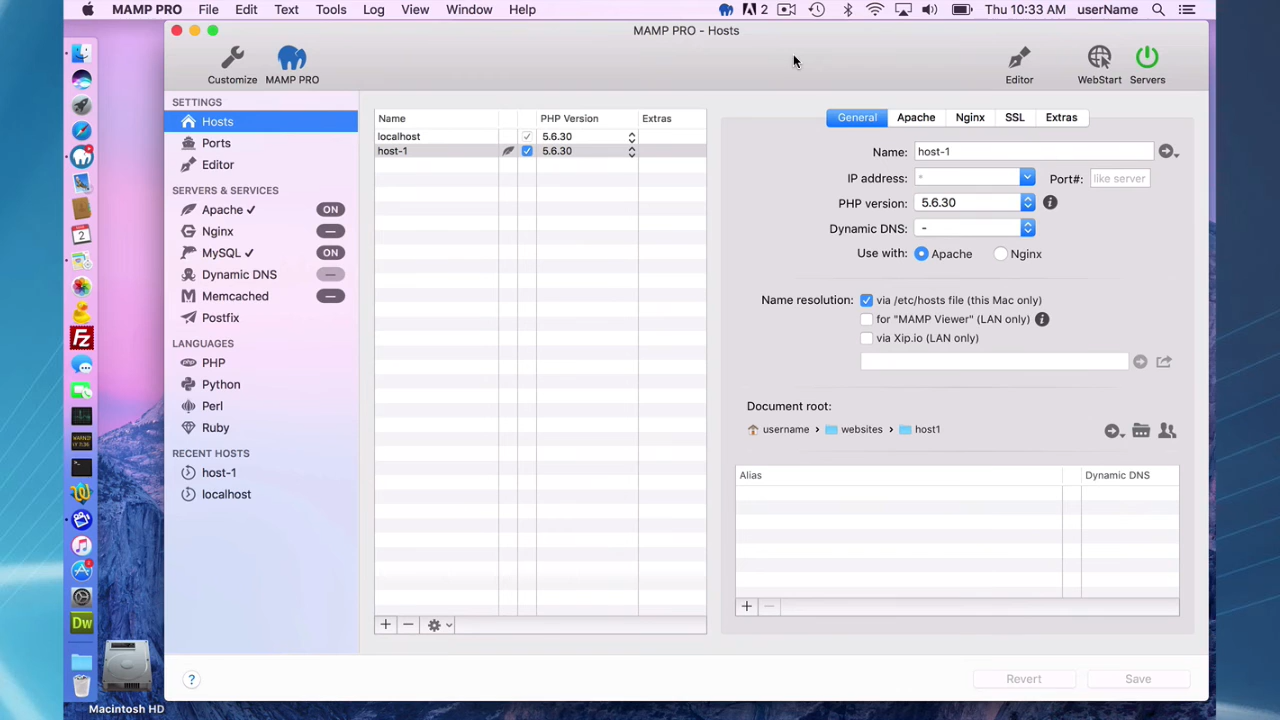 MAMP PRO File Text Tools Log View Window Help 2 Thu 10:33 AM userName
MAMP PRO - Hosts
Customize MAMP PRO Editor WebStart Servers
SETTINGS
Hosts
Ports
Editor
SERVERS & SERVICES
Apache ✓ ON
Nginx
MySQL ✓ ON
Dynamic DNS
Memcached
Postfix
LANGUAGES
PHP
Python
Perl
Ruby
RECENT HOSTS
host-1
localhost
Name PHP Version Extras
localhost 5.6.30
host-1 5.6.30
General Apache Nginx SSL Extras
Name: host-1
IP address: * Port#: like server
PHP version: 5.6.30
Dynamic DNS: -
Use with: Apache Nginx
Name resolution: via /etc/hosts file (this Mac only)
for "MAMP Viewer" (LAN only)
via Xip.io (LAN only)
Document root:
username › websites › host1
Alias Dynamic DNS
Revert Save
2
Fz
Dw
Macintosh HD